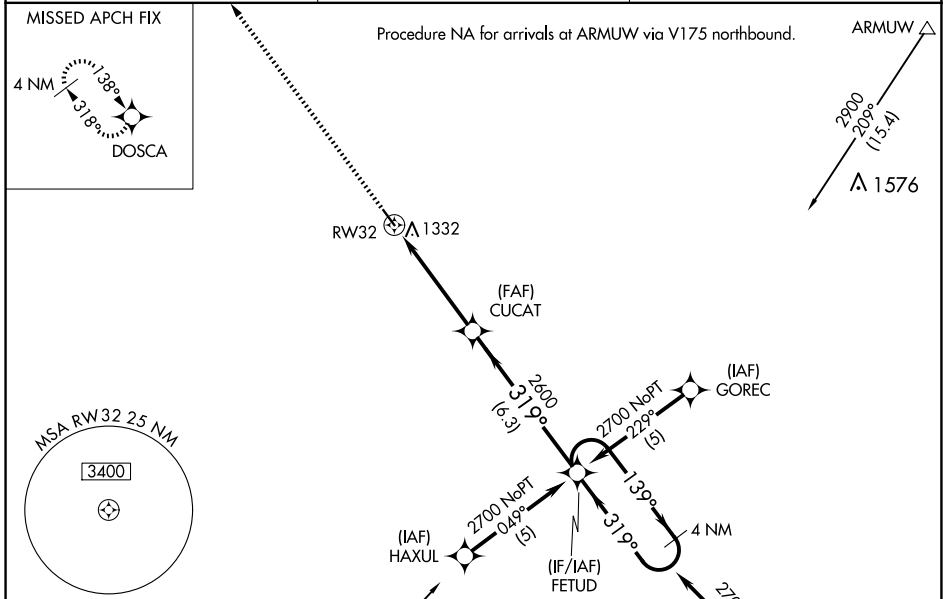 MISSED APCH FIX
4 NM
138°
318°
DOSCA
Procedure NA for arrivals at ARMUW via V175 northbound.
ARMUW
2900
209°
(15.4)
1576
RW32
1332
(FAF)
CUCAT
2600
319°
(6.3)
(IAF)
GOREC
2700 NoPT
229°
(5)
MSA RW32 25 NM
3400
2700 NoPT
049°
(5)
(IAF)
HAXUL
139°
319°
4 NM
(IF/IAF)
FETUD